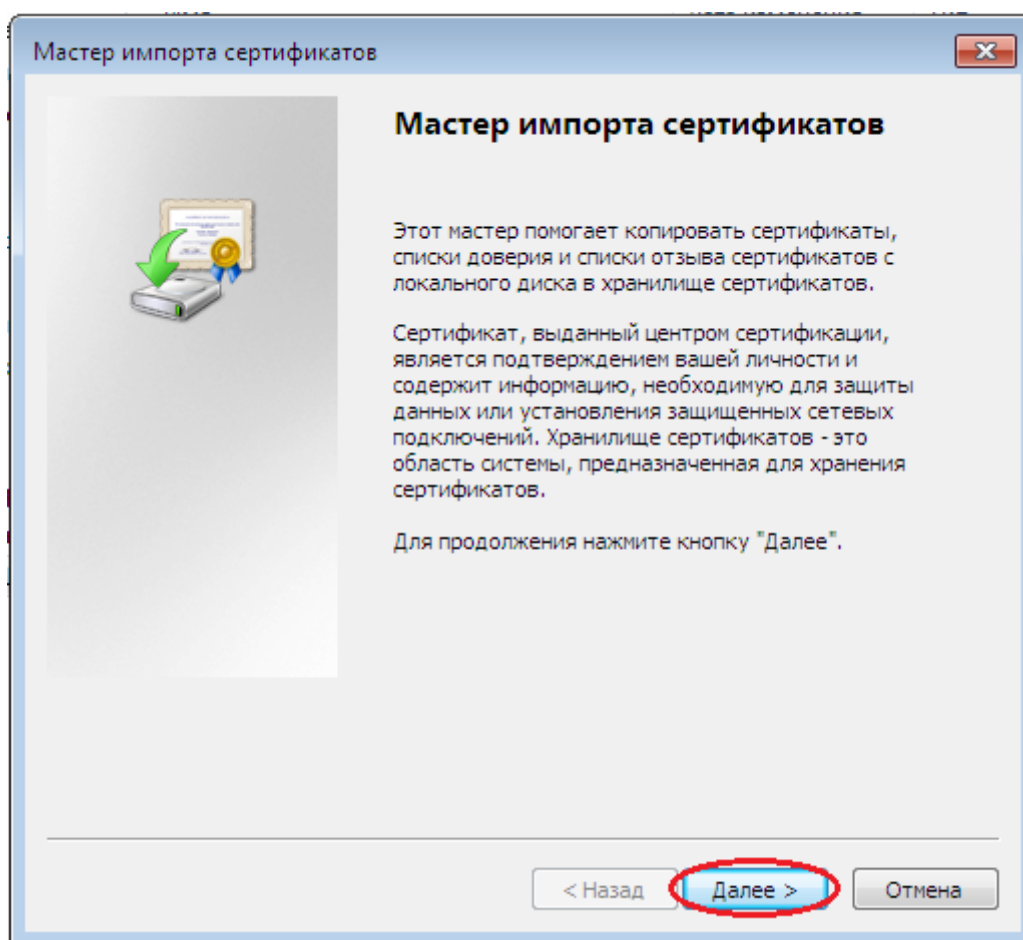 Мастер импорта сертификатов
Мастер импорта сертификатов
Этот мастер помогает копировать сертификаты,
списки доверия и списки отзыва сертификатов с
локального диска в хранилище сертификатов.
Сертификат, выданный центром сертификации,
является подтверждением вашей личности и
содержит информацию, необходимую для защиты
данных или установления защищенных сетевых
подключений. Хранилище сертификатов - это
область системы, предназначенная для хранения
сертификатов.
Для продолжения нажмите кнопку "Далее".
< Назад Далее > Отмена